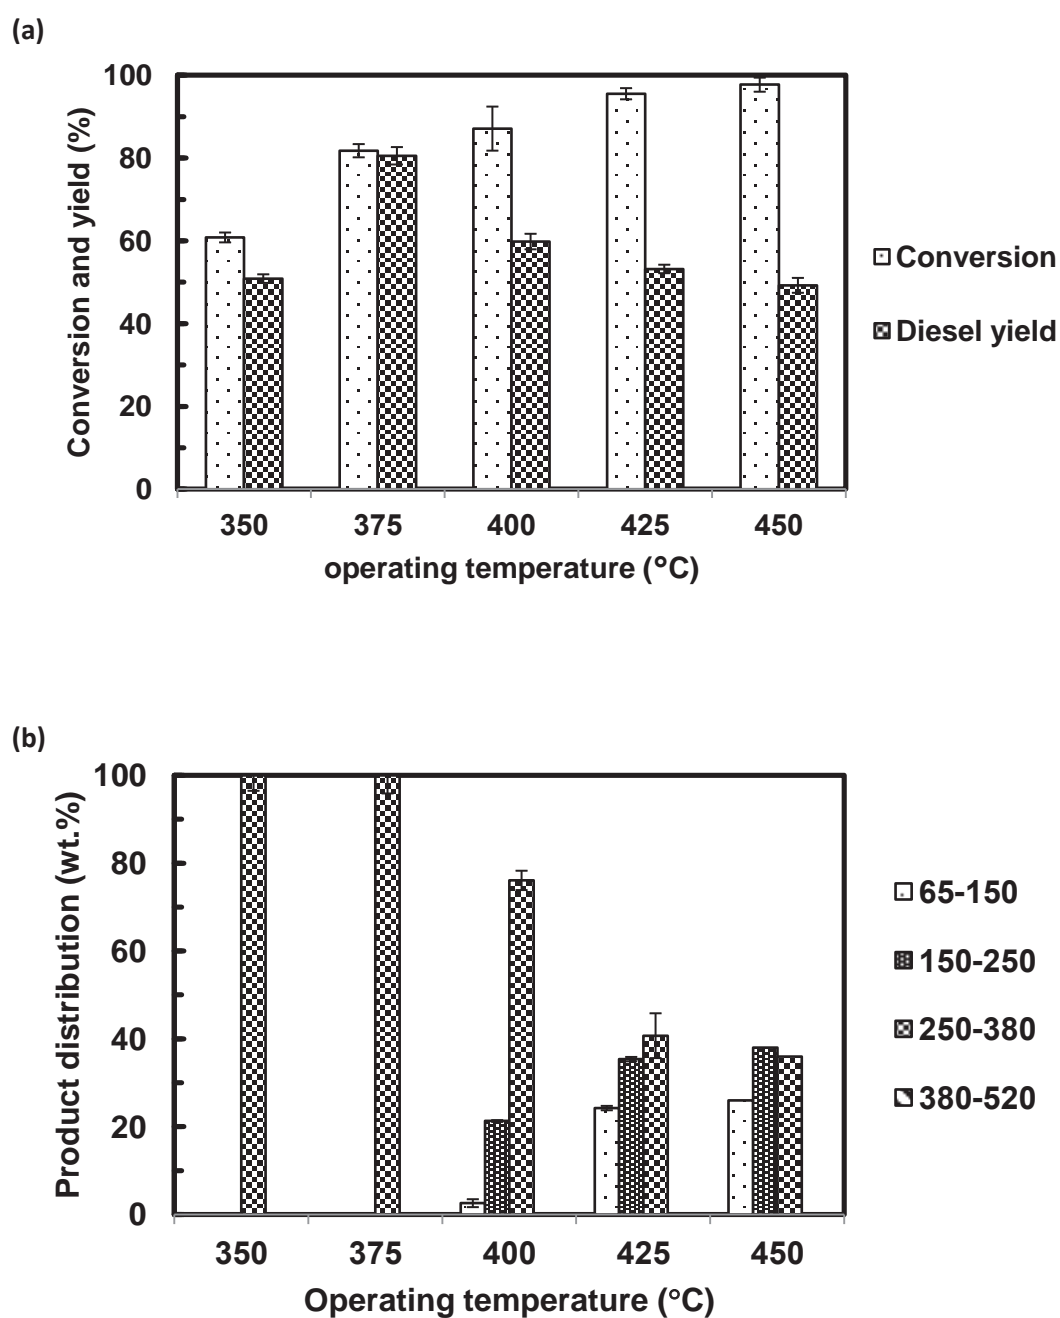 (a)
100
80
60
40
20
0
Conversion and yield (%)
350 375 400 425 450
operating temperature (°C)
Conversion
Diesel yield
(b)
100
80
60
40
20
0
Product distribution (wt.%)
350 375 400 425 450
Operating temperature (°C)
65-150
150-250
250-380
380-520